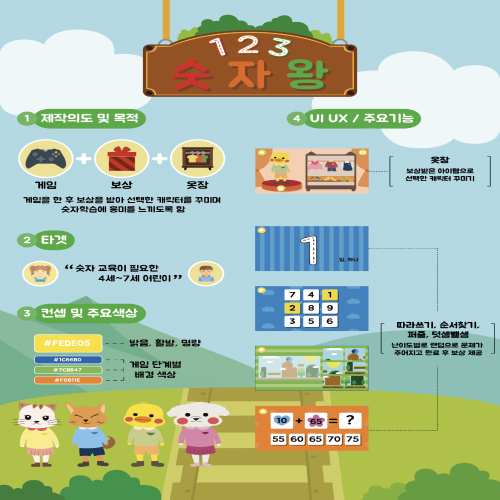 123
숫자왕
1 제작의도 및 목적
게임
보상
옷장
게임을 한 후 보상을 받아 선택한 캐릭터를 꾸미며
숫자학습에 흥미를 느끼도록 함
2 타겟
“숫자 교육이 필요한
4세~7세 어린이”
3 컨셉 및 주요색상
#FEDE05
밝음, 활발, 명랑
#1C66B0
#7CBB47
#F0811E
게임 단계별
배경 색상
4 UI UX / 주요기능
옷장
보상받은 아이템으로
선택한 캐릭터 꾸미기
1
일, 하나
7 4 1
2 8 9
3 5 6
따라쓰기, 순서찾기,
퍼즐, 덧셈뺄셈
난이도별로 랜덤으로 문제가
주어지고 완료 후 보상 제공
10 + 65 = ?
55 60 65 70 75